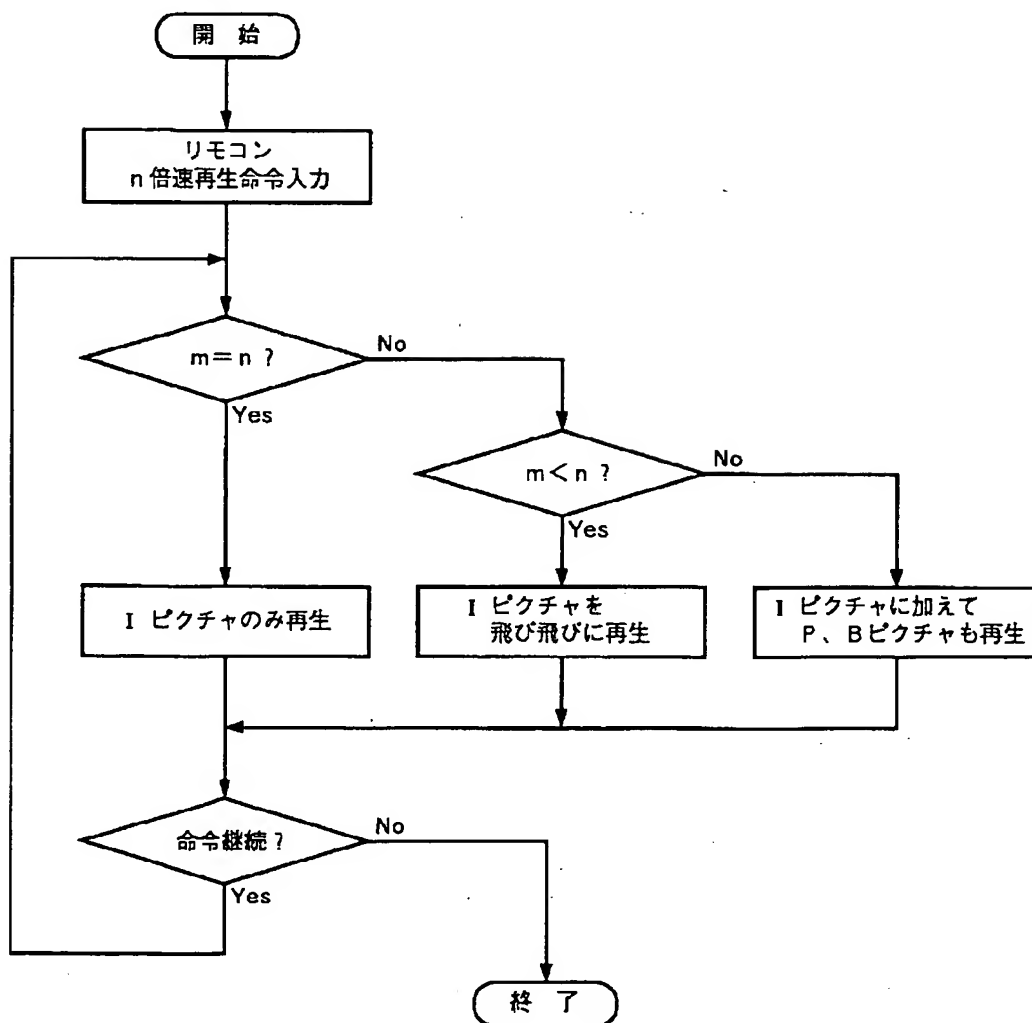 開 始
リモコン
n 倍速再生命令入力
m=n ?
No
Yes
m<n ?
No
Yes
I ピクチャのみ再生
I ピクチャを
飛び飛びに再生
I ピクチャに加えて
P、Bピクチャも再生
命令継続?
No
Yes
終 了